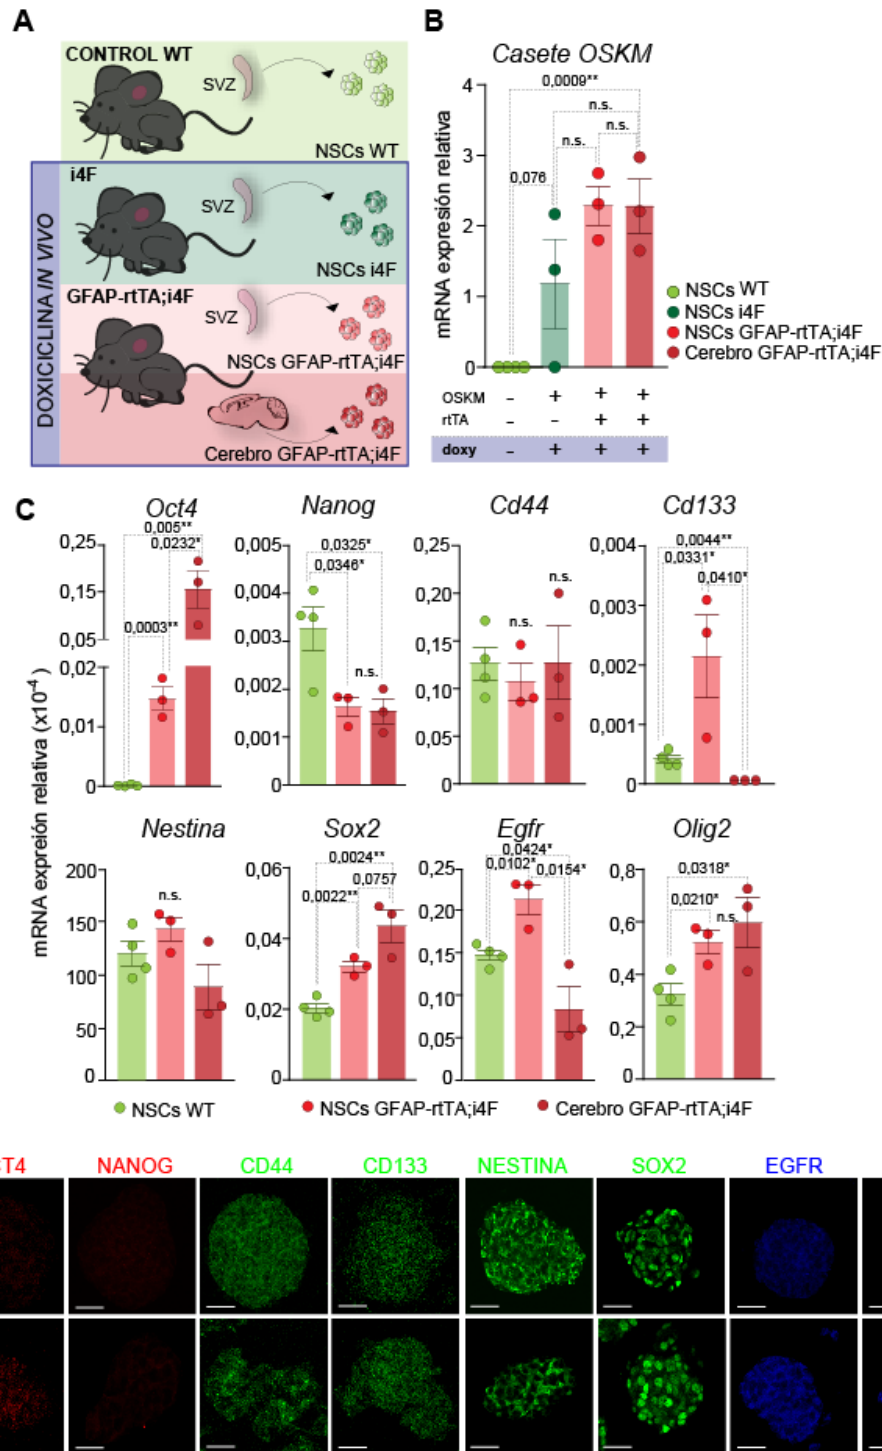 A
CONTROL WT
SVZ
NSCs WT
DOXICICLINA IN VIVO
i4F
SVZ
NSCs i4F
GFAP-rtTA;i4F
SVZ
NSCs GFAP-rtTA;i4F
Cerebro GFAP-rtTA;i4F
B
Casete OSKM
mRNA expresión relativa
4
3
2
1
0
0,0009**
n.s.
n.s.
n.s.
0,076
NSCs WT
NSCs i4F
NSCs GFAP-rtTA;i4F
Cerebro GFAP-rtTA;i4F
OSKM - + + +
rtTA - - + +
doxy - + + +
C
mRNA expreión relativa (x10-4)
Oct4
0,005**
0,0232*
0,0003**
0,25
0,15
0,05
0,02
0,01
0
Nanog
0,0325*
0,0346*
n.s.
0,005
0,004
0,003
0,002
0,001
0
Cd44
n.s.
n.s.
0,25
0,20
0,15
0,10
0,05
0
Cd133
0,0044**
0,0331*
0,0410*
0,004
0,003
0,002
0,001
0
Nestina
n.s.
200
150
100
50
0
Sox2
0,0024**
0,0757
0,0022**
0,06
0,04
0,02
0
Egfr
0,0424*
0,0102*
0,0154*
0,25
0,20
0,15
0,10
0,05
0
Olig2
0,0318*
0,0210*
n.s.
0,8
0,6
0,4
0,2
0
NSCs WT
NSCs GFAP-rtTA;i4F
Cerebro GFAP-rtTA;i4F
T4
NANOG
CD44
CD133
NESTINA
SOX2
EGFR